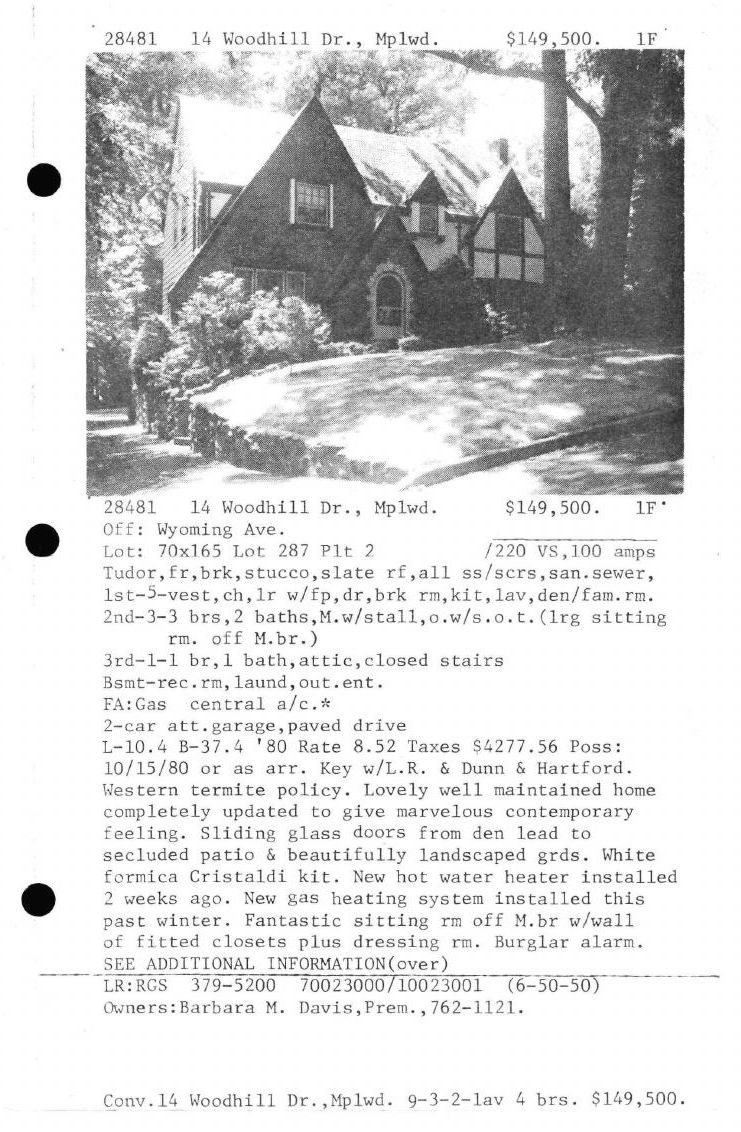 28481 14 Woodhill Dr., Mplwd. $149,500. 1F
28481 14 Woodhill Dr., Mplwd. $149,500. 1F
Off: Wyoming Ave.
Lot: 70x165 Lot 287 Plt 2 /220 VS,100 amps
Tudor,fr,brk,stucco,slate rf,all ss/scrs,san.sewer,
1st-5-vest,ch,lr w/fp,dr,brk rm,kit,lav,den/fam.rm.
2nd-3-3 brs,2 baths,M.w/stall,o.w/s.o.t.(lrg sitting
rm. off M.br.)
3rd-1-1 br,1 bath,attic,closed stairs
Bsmt-rec.rm,laund,out.ent.
FA:Gas central a/c.*
2-car att.garage,paved drive
L-10.4 B-37.4 '80 Rate 8.52 Taxes $4277.56 Poss:
10/15/80 or as arr. Key w/L.R. & Dunn & Hartford.
Western termite policy. Lovely well maintained home
completely updated to give marvelous contemporary
feeling. Sliding glass doors from den lead to
secluded patio & beautifully landscaped grds. White
formica Cristaldi kit. New hot water heater installed
2 weeks ago. New gas heating system installed this
past winter. Fantastic sitting rm off M.br w/wall
of fitted closets plus dressing rm. Burglar alarm.
SEE ADDITIONAL INFORMATION(over)
LR:RGS 379-5200 70023000/10023001 (6-50-50)
Owners:Barbara M. Davis,Prem.,762-1121.
Conv.14 Woodhill Dr.,Mplwd. 9-3-2-lav 4 brs. $149,500.